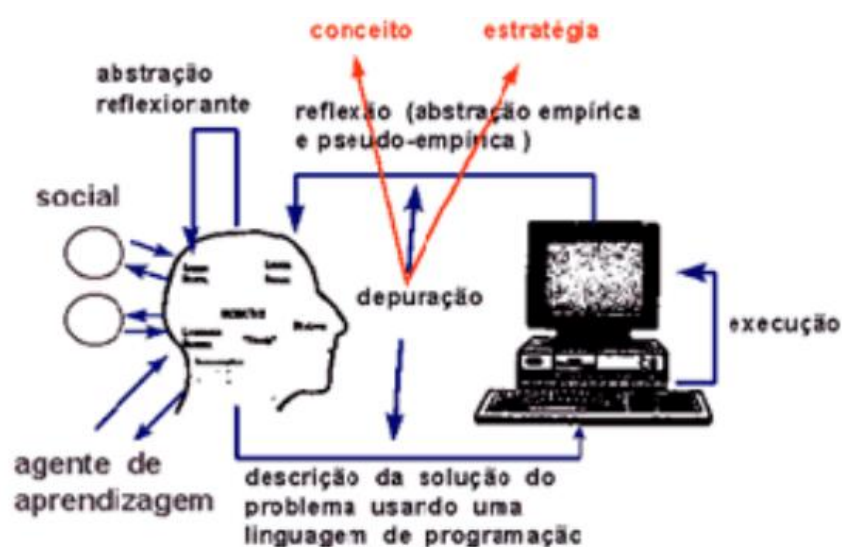 conceito
estratégia
abstração
reflexiorante
reflexão (abstração empírica
e pseudo-empírica)
social
depuração
execução
agente de
aprendizagem
descrição da solução do
problema usando uma
linguagem de programação